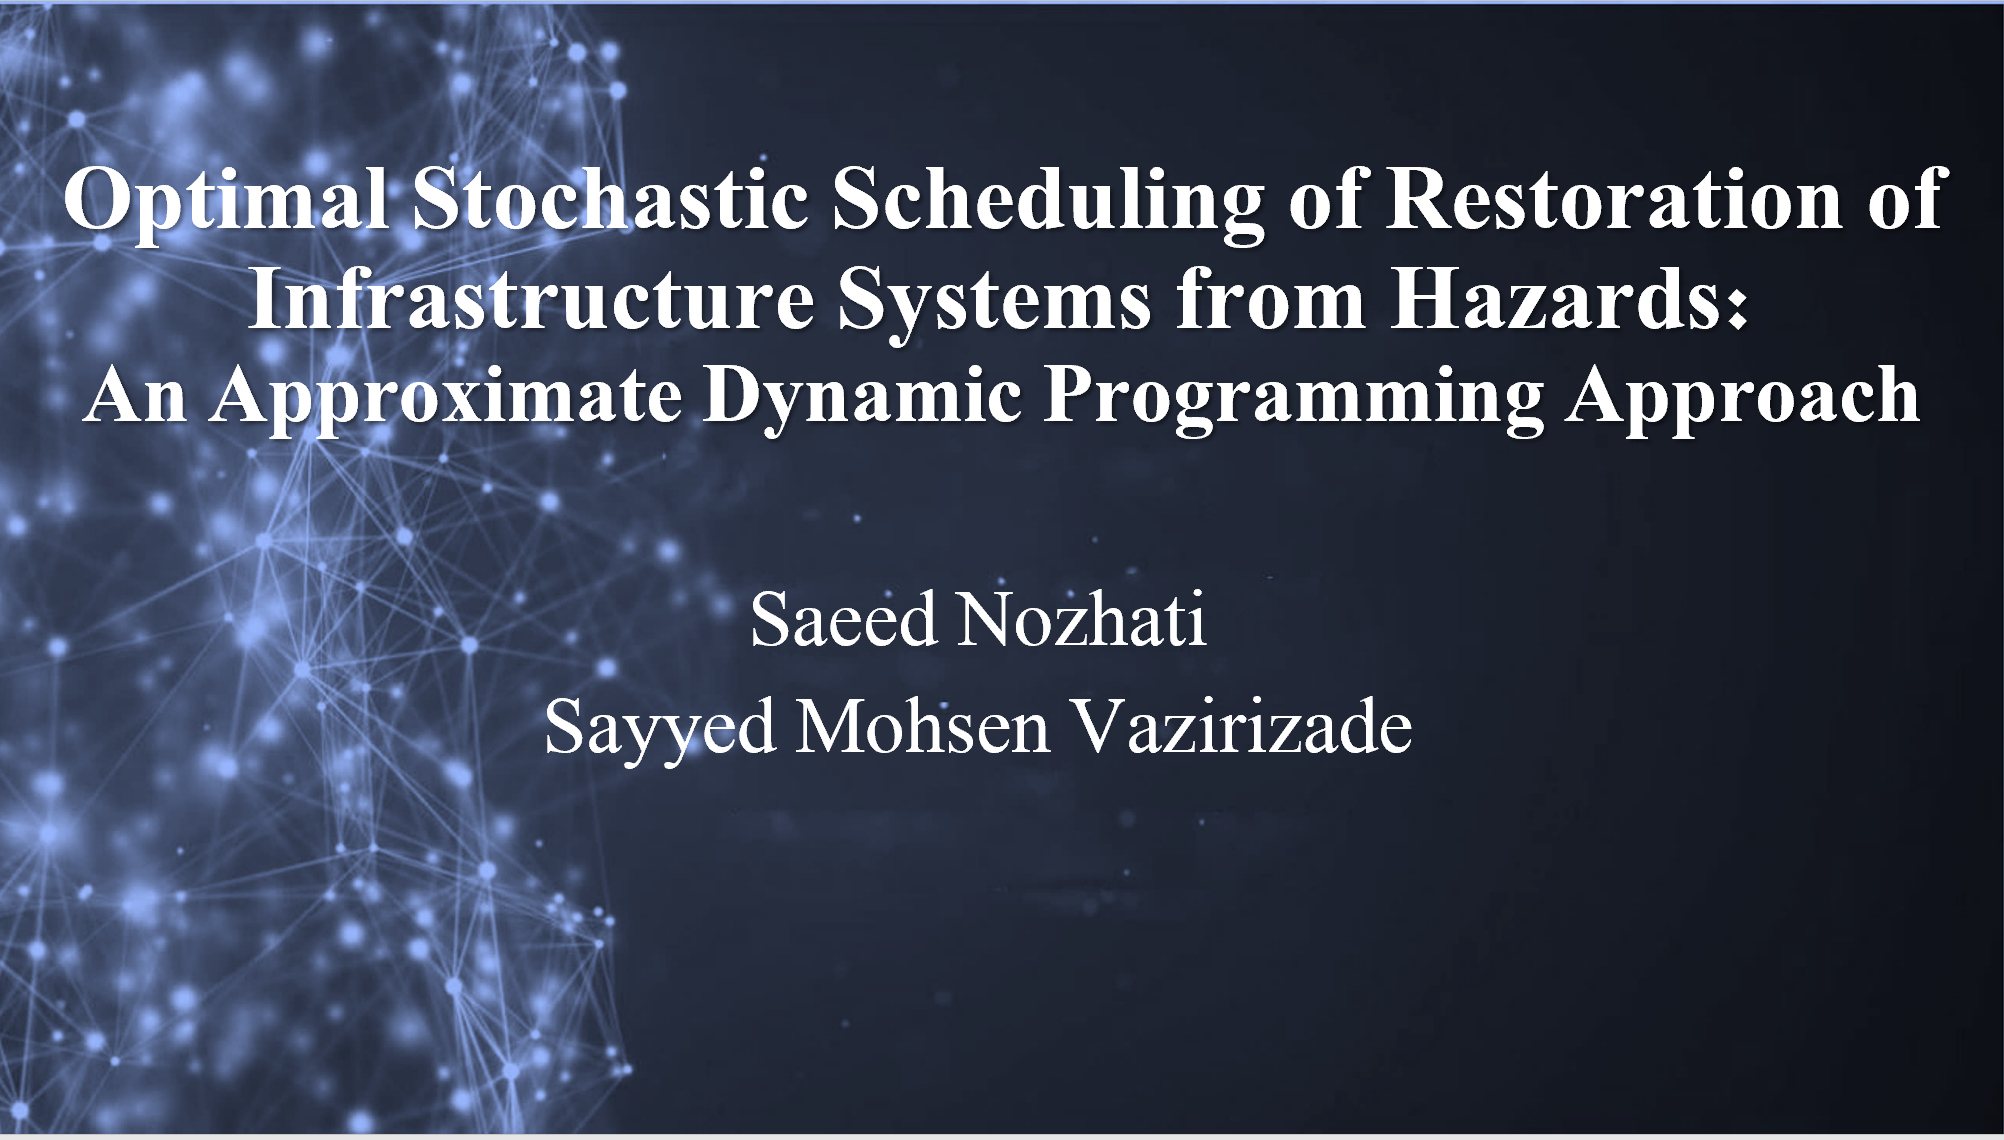 Optimal Stochastic Scheduling of Restoration of
Infrastructure Systems from Hazards:
An Approximate Dynamic Programming Approach
Saeed Nozhati
Sayyed Mohsen Vazirizade